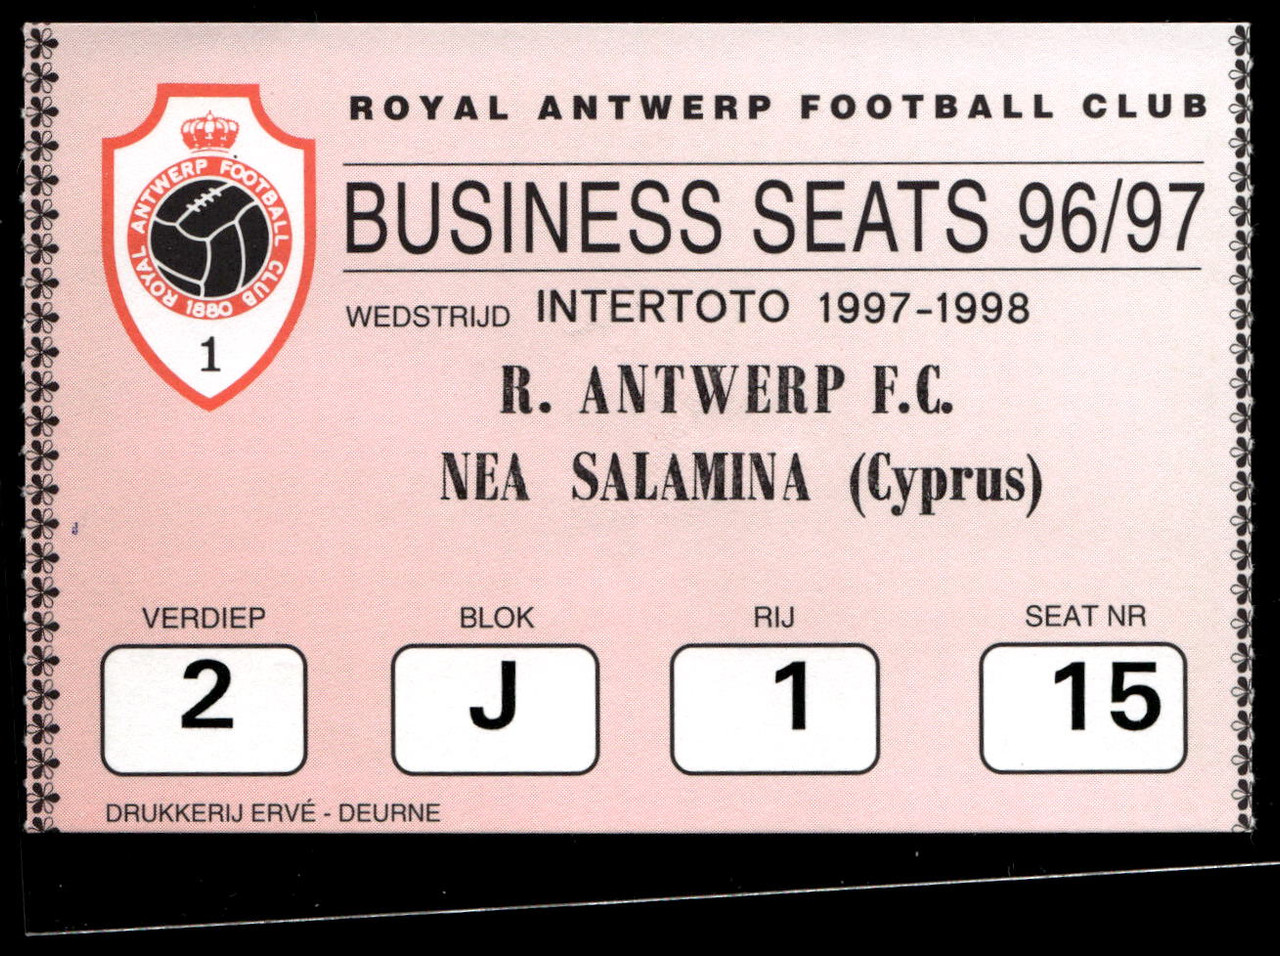 ROYAL ANTWERP FOOTBALL CLUB
BUSINESS SEATS 96/97
WEDSTRIJD INTERTOTO 1997-1998
R. ANTWERP F.C.
NEA SALAMINA (Cyprus)
ROYAL ANTWERP FOOTBALL CLUB
1880
1
VERDIEP BLOK RIJ SEAT NR
2 J 1 15
DRUKKERIJ ERVÉ - DEURNE